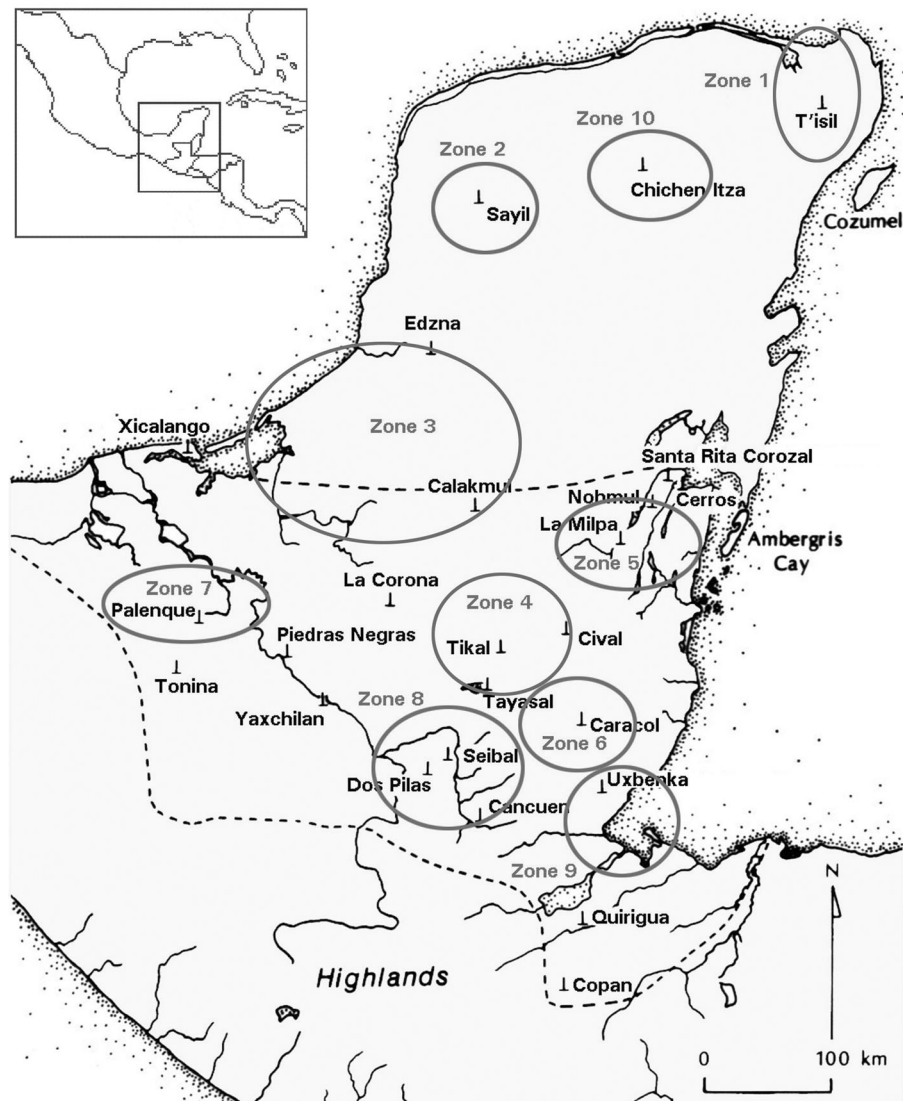 Zone 1
T'isil
Zone 10
Chichen Itza
Zone 2
Sayil
Cozumel
Edzna
Zone 3
Xicalango
Santa Rita Corozal
Calakmul
Nohmul
Cerros
La Milpa
Ambergris
Cay
Zone 5
Zone 7
La Corona
Zone 4
Palenque
Cival
Piedras Negras
Tikal
Tonina
Zone 8
Tayasal
Yaxchilan
Caracol
Zone 6
Seibal
Dos Pilas
Uxbenka
Cancuen
Zone 9
N
Quirigua
Highlands
Copan
0
100 km